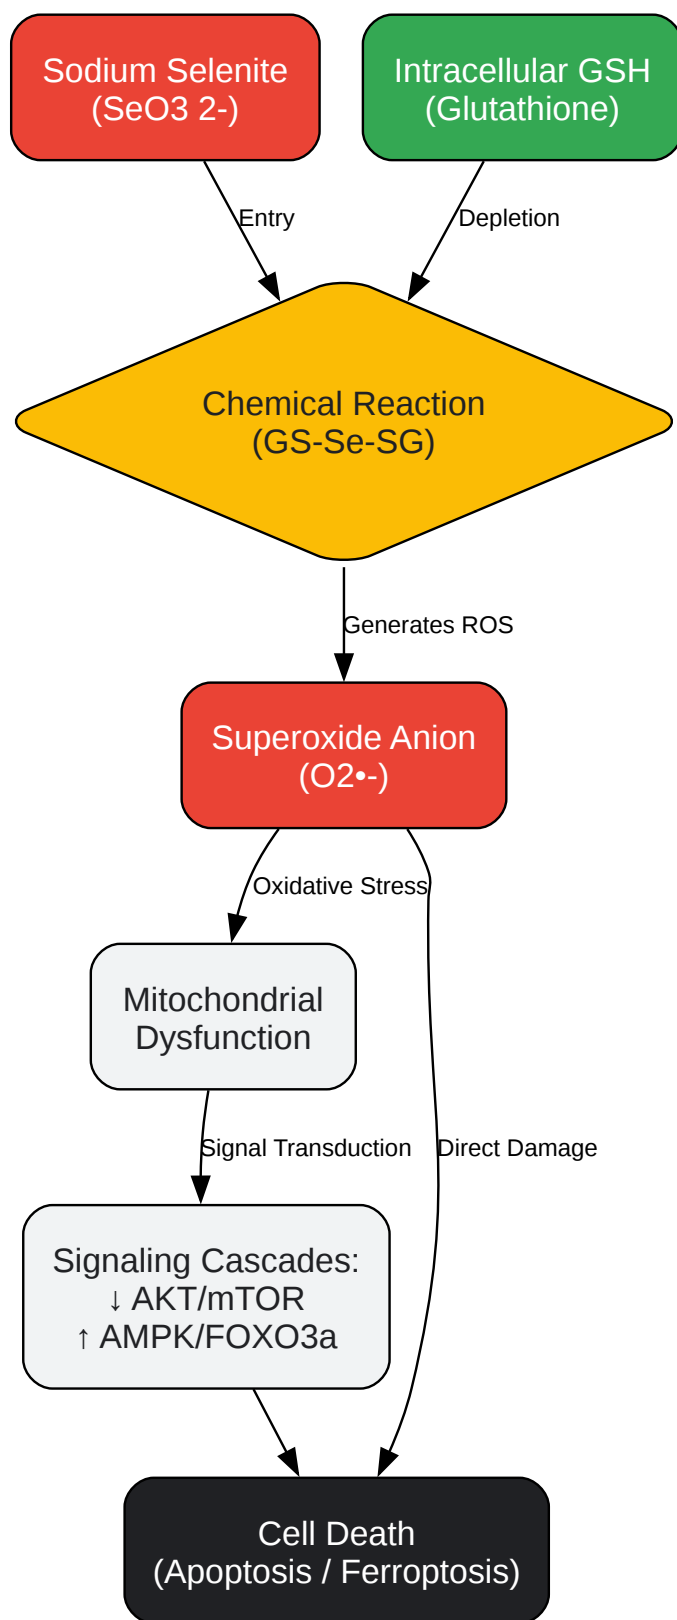 Sodium Selenite
(SeO3 2-)
Intracellular GSH
(Glutathione)
Entry
Depletion
Chemical Reaction
(GS-Se-SG)
Generates ROS
Superoxide Anion
(O2•-)
Oxidative Stress
Mitochondrial
Dysfunction
Signal Transduction
Direct Damage
Signaling Cascades:
↓ AKT/mTOR
↑ AMPK/FOXO3a
Cell Death
(Apoptosis / Ferroptosis)